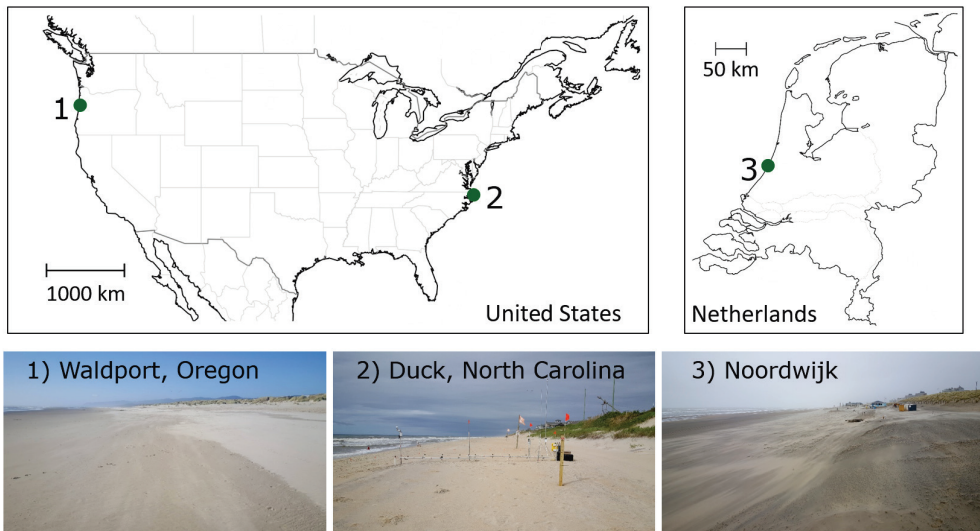 1
2
1000 km
United States
50 km
3
Netherlands
1) Waldport, Oregon
2) Duck, North Carolina
3) Noordwijk